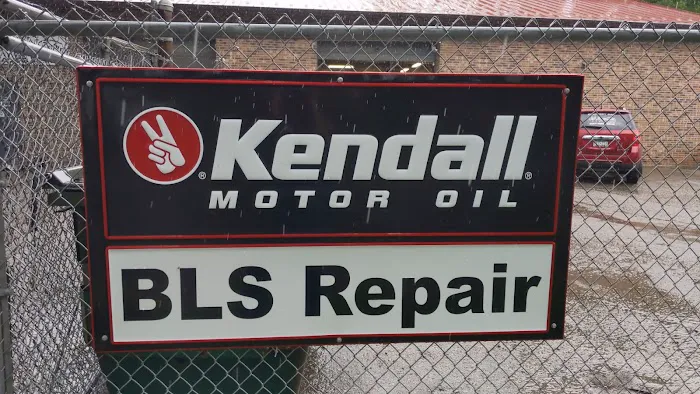 Kendall
MOTOR OIL
BLS Repair